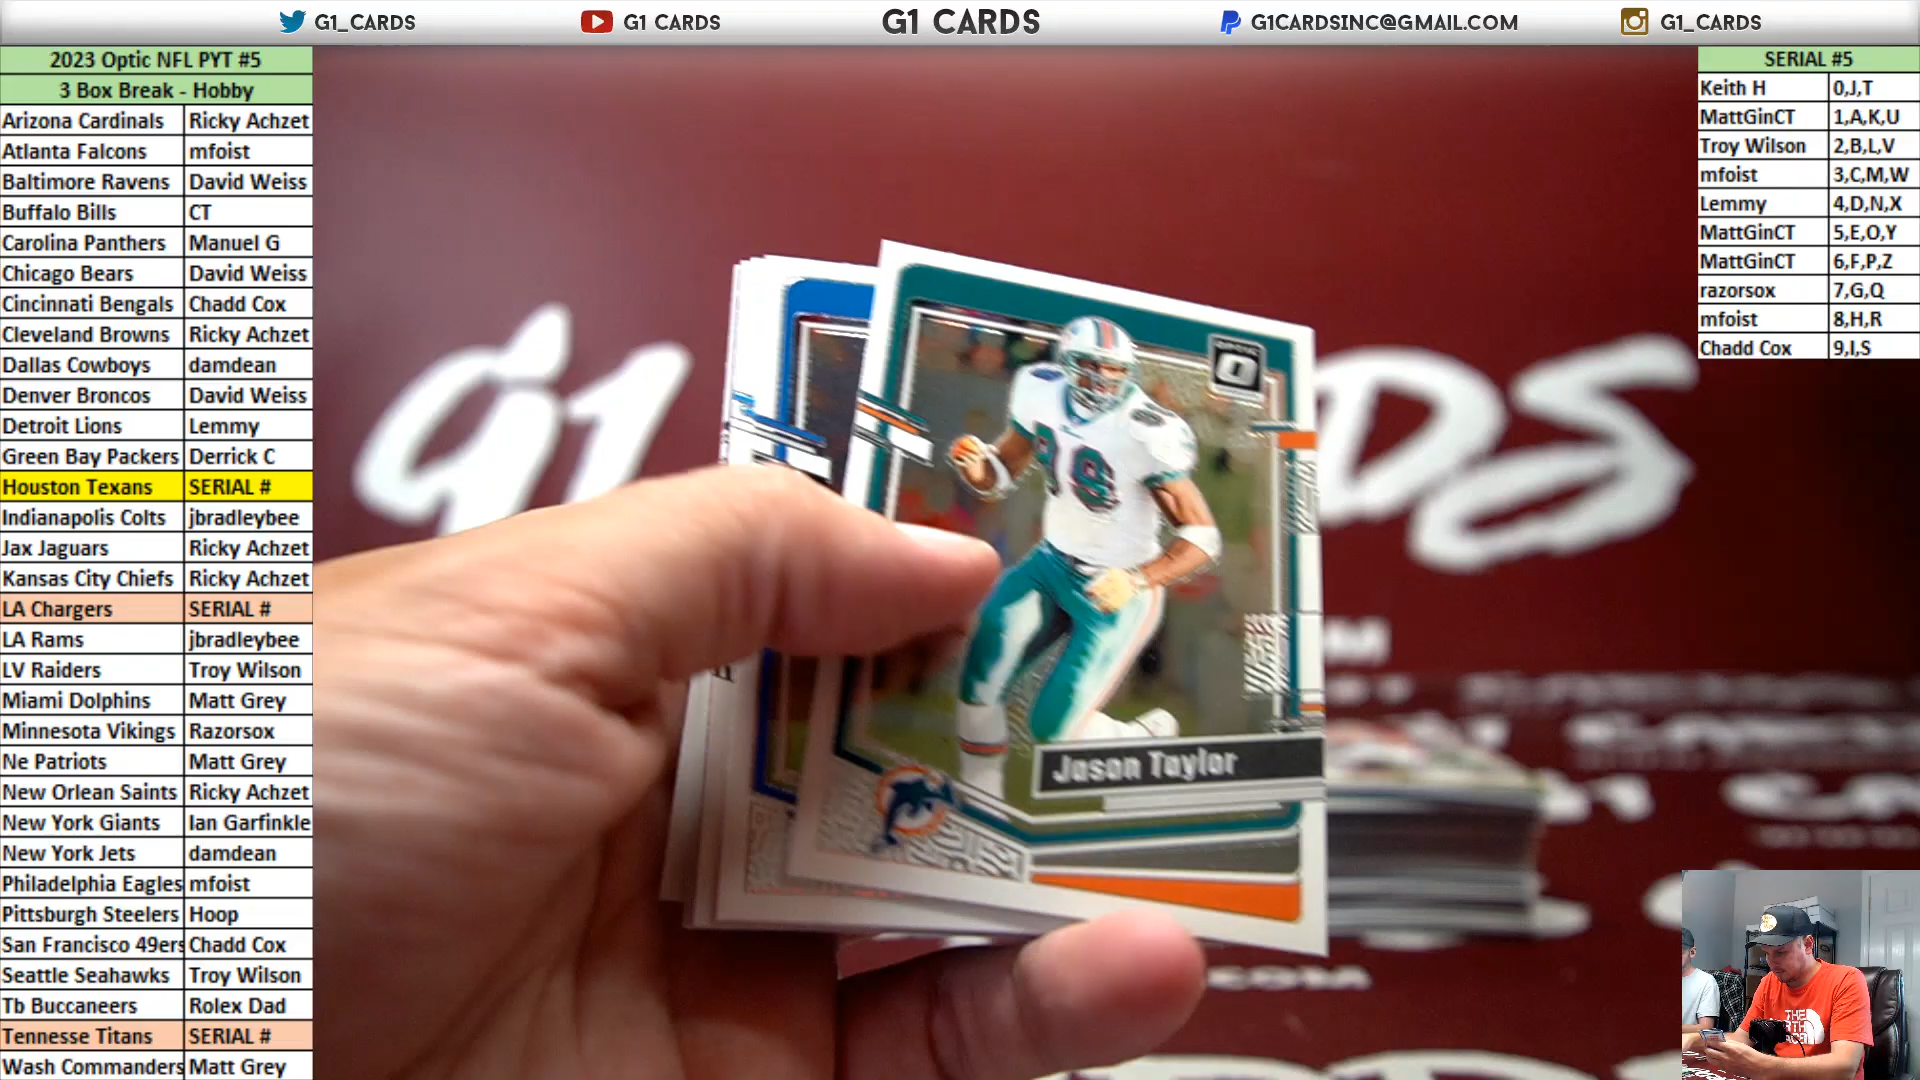 G1_CARDS G1 CARDS G1 CARDS G1CARDSINC@GMAIL.COM G1_CARDS
2023 Optic NFL PYT #5
3 Box Break - Hobby
Arizona Cardinals Ricky Achzet
Atlanta Falcons mfoist
Baltimore Ravens David Weiss
Buffalo Bills CT
Carolina Panthers Manuel G
Chicago Bears David Weiss
Cincinnati Bengals Chadd Cox
Cleveland Browns Ricky Achzet
Dallas Cowboys damdean
Denver Broncos David Weiss
Detroit Lions Lemmy
Green Bay Packers Derrick C
Houston Texans SERIAL #
Indianapolis Colts jbradleybee
Jax Jaguars Ricky Achzet
Kansas City Chiefs Ricky Achzet
LA Chargers SERIAL #
LA Rams jbradleybee
LV Raiders Troy Wilson
Miami Dolphins Matt Grey
Minnesota Vikings Razorsox
Ne Patriots Matt Grey
New Orlean Saints Ricky Achzet
New York Giants Ian Garfinkle
New York Jets damdean
Philadelphia Eagles mfoist
Pittsburgh Steelers Hoop
San Francisco 49ers Chadd Cox
Seattle Seahawks Troy Wilson
Tb Buccaneers Rolex Dad
Tennesse Titans SERIAL #
Wash Commanders Matt Grey
SERIAL #5
Keith H 0,J,T
MattGinCT 1,A,K,U
Troy Wilson 2,B,L,V
mfoist 3,C,M,W
Lemmy 4,D,N,X
MattGinCT 5,E,O,Y
MattGinCT 6,F,P,Z
razorsox 7,G,Q
mfoist 8,H,R
Chadd Cox 9,I,S
OPTIC
Jason Taylor
THE
NORTH
FACE